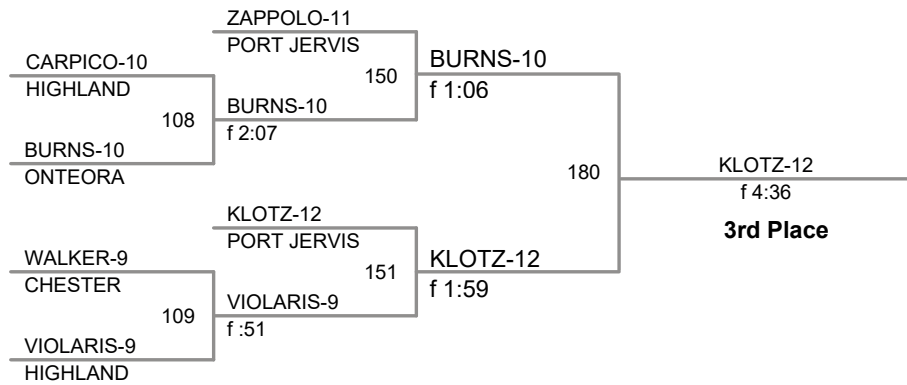 ZAPPOLO-11
PORT JERVIS
CARPICO-10
HIGHLAND
BURNS-10
f 1:06
150
108
BURNS-10
f 2:07
BURNS-10
ONTEORA
180
KLOTZ-12
f 4:36
3rd Place
KLOTZ-12
PORT JERVIS
WALKER-9
CHESTER
KLOTZ-12
f 1:59
151
109
VIOLARIS-9
f :51
VIOLARIS-9
HIGHLAND